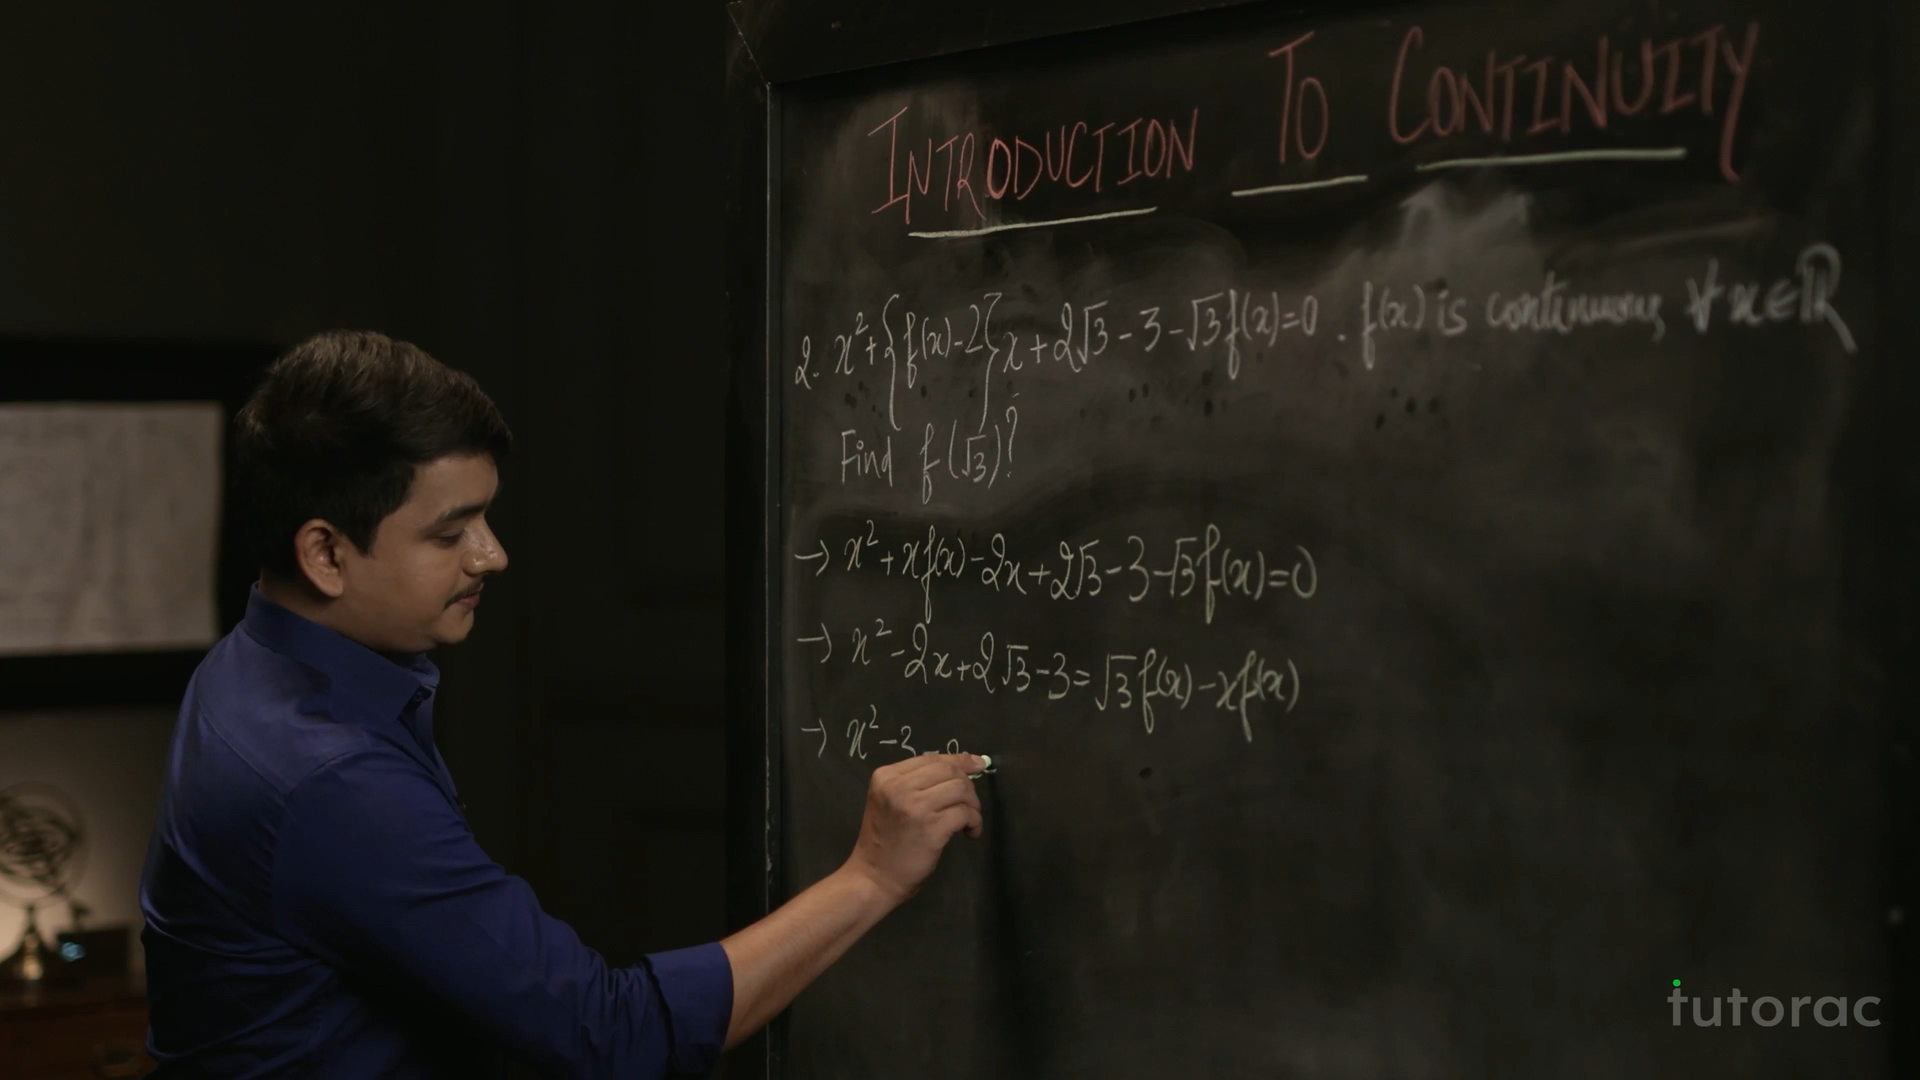 INTRODUCTION TO CONTINUITY
2. x²+{f(x)-2}x+2√3-3-√3f(x)=0. f(x) is continuous ∀ x∈ℝ
Find f(√3)?
→ x²+xf(x)-2x+2√3-3-√3f(x)=0
→ x²-2x+2√3-3=√3f(x)-xf(x)
→ x²-3-2
tutorac